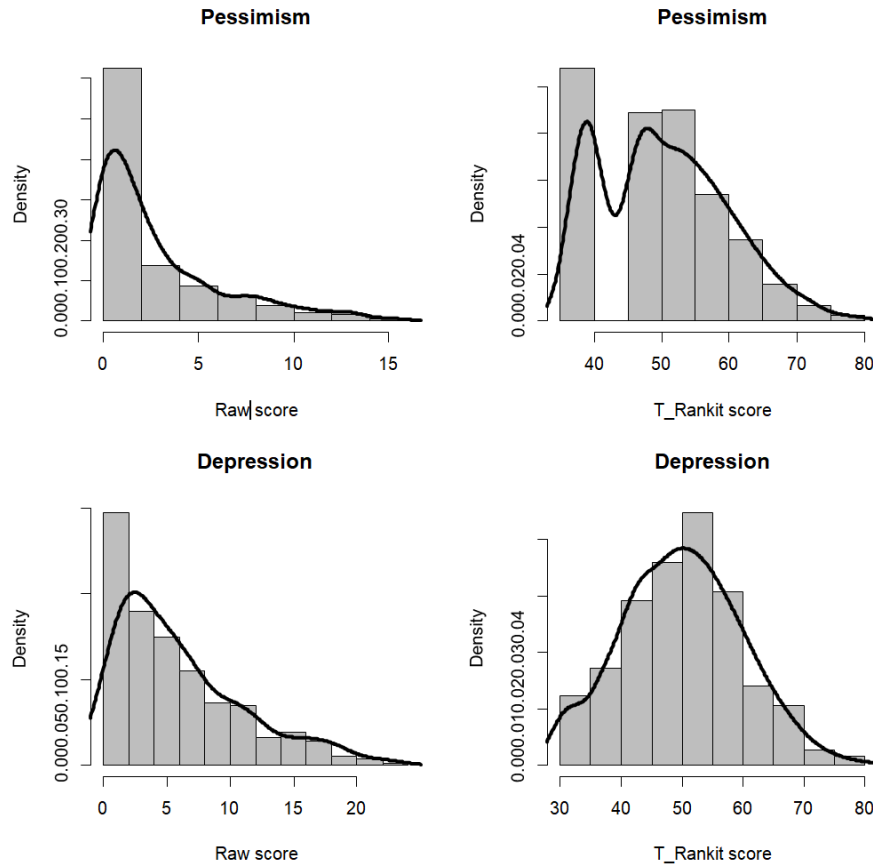 Pessimism
Density
0.000.100.200.30
0 5 10 15
Raw score
Pessimism
Density
0.000.020.04
40 50 60 70 80
T_Rankit score
Depression
Density
0.000.050.100.15
0 5 10 15 20
Raw score
Depression
Density
0.000.010.020.030.04
30 40 50 60 70 80
T_Rankit score